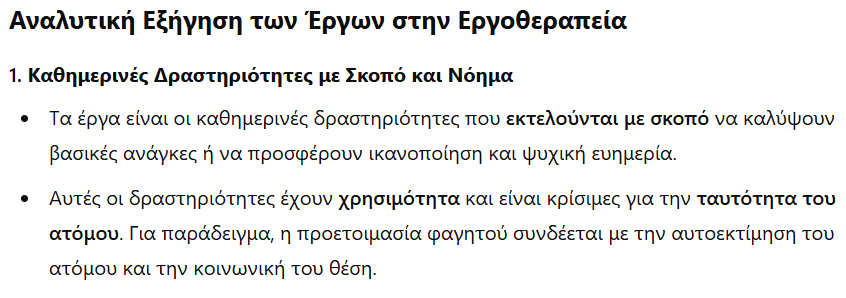 Αναλυτική Εξήγηση των Έργων στην Εργοθεραπεία
1. Καθημερινές Δραστηριότητες με Σκοπό και Νόημα
• Τα έργα είναι οι καθημερινές δραστηριότητες που εκτελούνται με σκοπό να καλύψουν
βασικές ανάγκες ή να προσφέρουν ικανοποίηση και ψυχική ευημερία.
• Αυτές οι δραστηριότητες έχουν χρησιμότητα και είναι κρίσιμες για την ταυτότητα του
ατόμου. Για παράδειγμα, η προετοιμασία φαγητού συνδέεται με την αυτοεκτίμηση του
ατόμου και την κοινωνική του θέση.